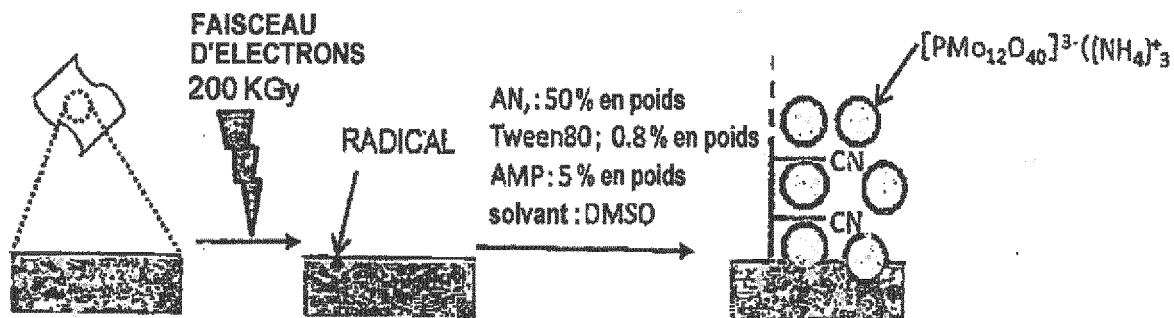 FAISCEAU
D'ELECTRONS
200 KGy
RADICAL
AN,:50% en poids
Tween80; 0.8% en poids
AMP:5% en poids
solvant:DMSO
[PMo₁₂O₄₀]³⁻((NH₄)⁺₃
CN
CN